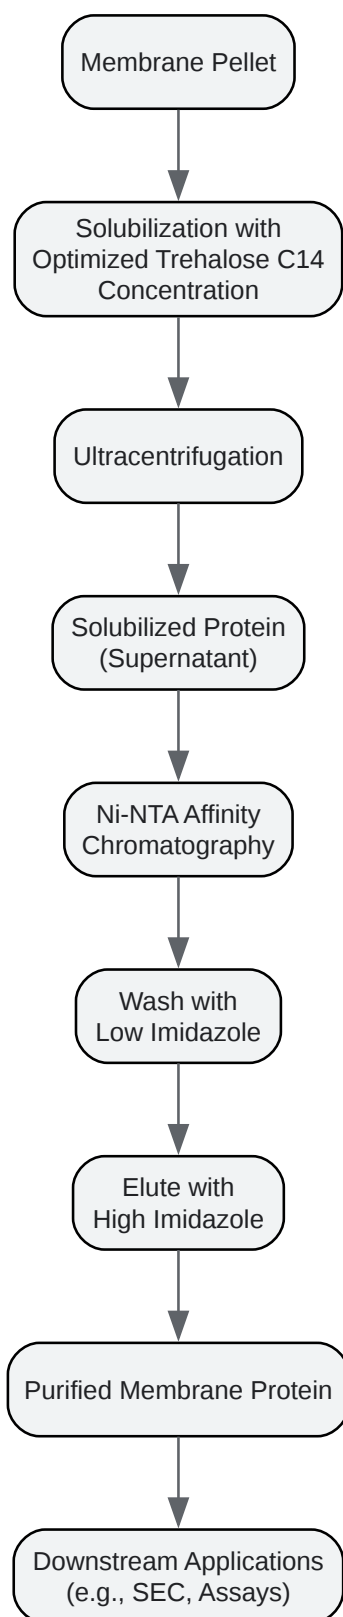 Membrane Pellet
Solubilization with
Optimized Trehalose C14
Concentration
Ultracentrifugation
Solubilized Protein
(Supernatant)
Ni-NTA Affinity
Chromatography
Wash with
Low Imidazole
Elute with
High Imidazole
Purified Membrane Protein
Downstream Applications
(e.g., SEC, Assays)